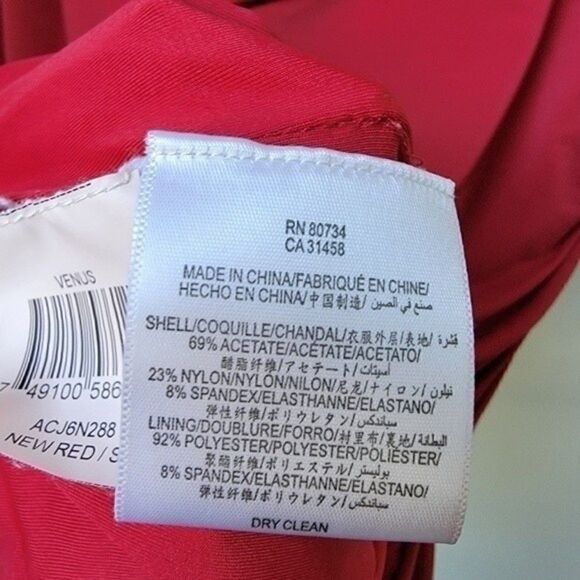 RN 80734
CA 31458
MADE IN CHINA/FABRIQUÉ EN CHINE/
HECHO EN CHINA/中国制造/ صنع في الصين
SHELL/COQUILLE/CHANDAL/衣服外层/表地/ قشرة
69% ACETATE/ACÉTATE/ACETATO/
醋酯纤维/アセテート/ أسيتات
23% NYLON/NYLON/NILON/尼龙/ナイロン/ نيلون
8% SPANDEX/ELASTHANNE/ELASTANO/
弹性纤维/ポリウレタン/ سباندكس
LINING/DOUBLURE/FORRO/衬里布/裏地/ البطانة
92% POLYESTER/POLYESTER/POLIÉSTER/
聚酯纤维/ポリエステル/ بوليستر
8% SPANDEX/ELASTHANNE/ELASTANO/
弹性纤维/ポリウレタン/ سباندكس
DRY CLEAN
VENUS
49100 586
ACJ6N288
NEW RED / S